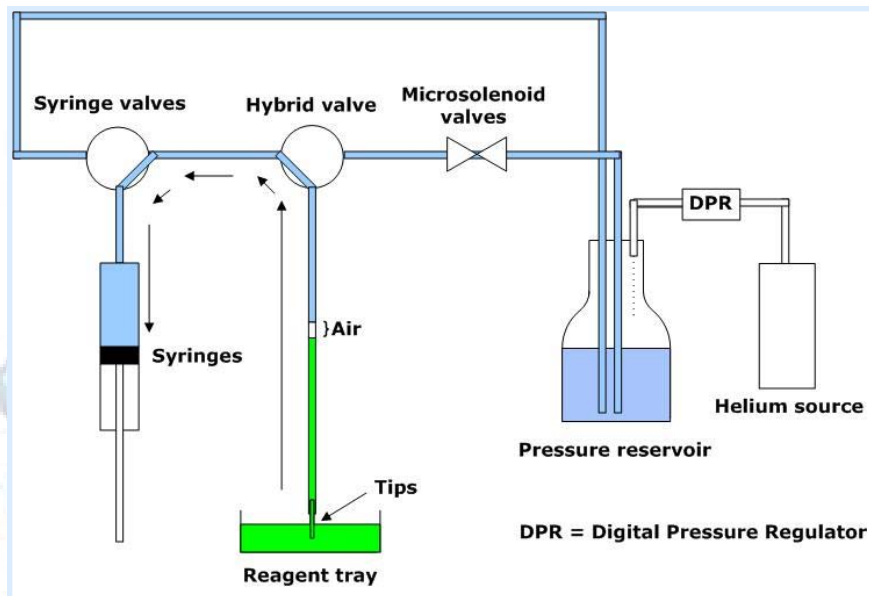 Syringe valves
Hybrid valve
Microsolenoid
valves
DPR
}Air
Syringes
Helium source
Pressure reservoir
Tips
DPR = Digital Pressure Regulator
Reagent tray